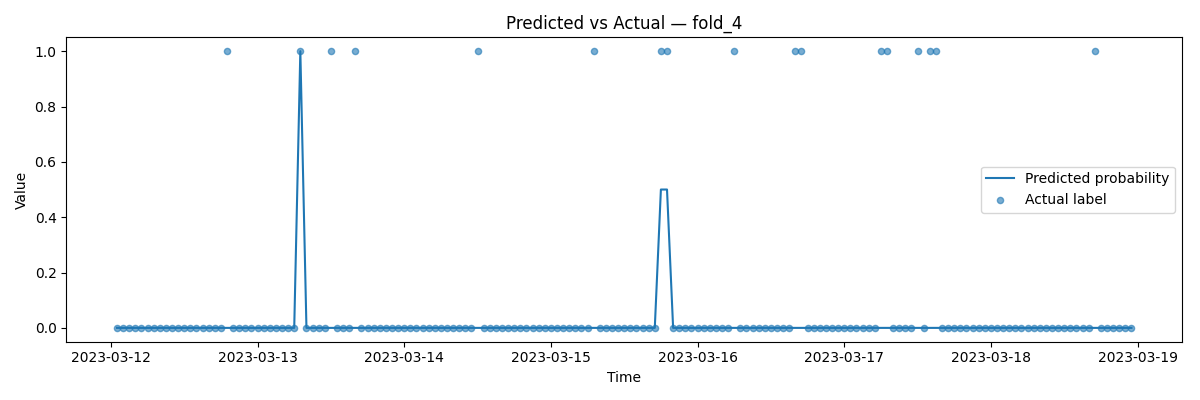 Predicted vs Actual — fold_4
1.0
0.8
0.6
0.4
0.2
0.0
Value
Predicted probability
Actual label
2023-03-12
2023-03-13
2023-03-14
2023-03-15
2023-03-16
2023-03-17
2023-03-18
2023-03-19
Time